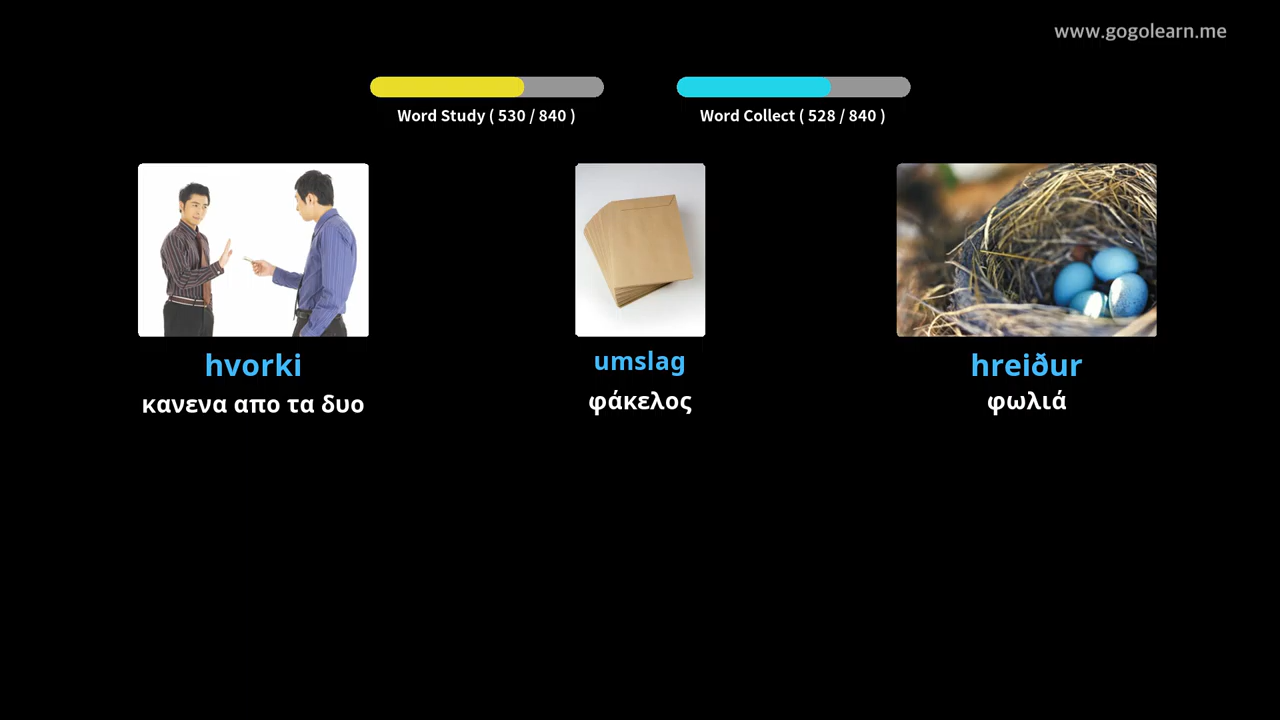 www.gogolearn.me
Word Study ( 530 / 840 )
Word Collect ( 528 / 840 )
hvorki
κανενα απο τα δυο
umslag
φάκελος
hreiður
φωλιά